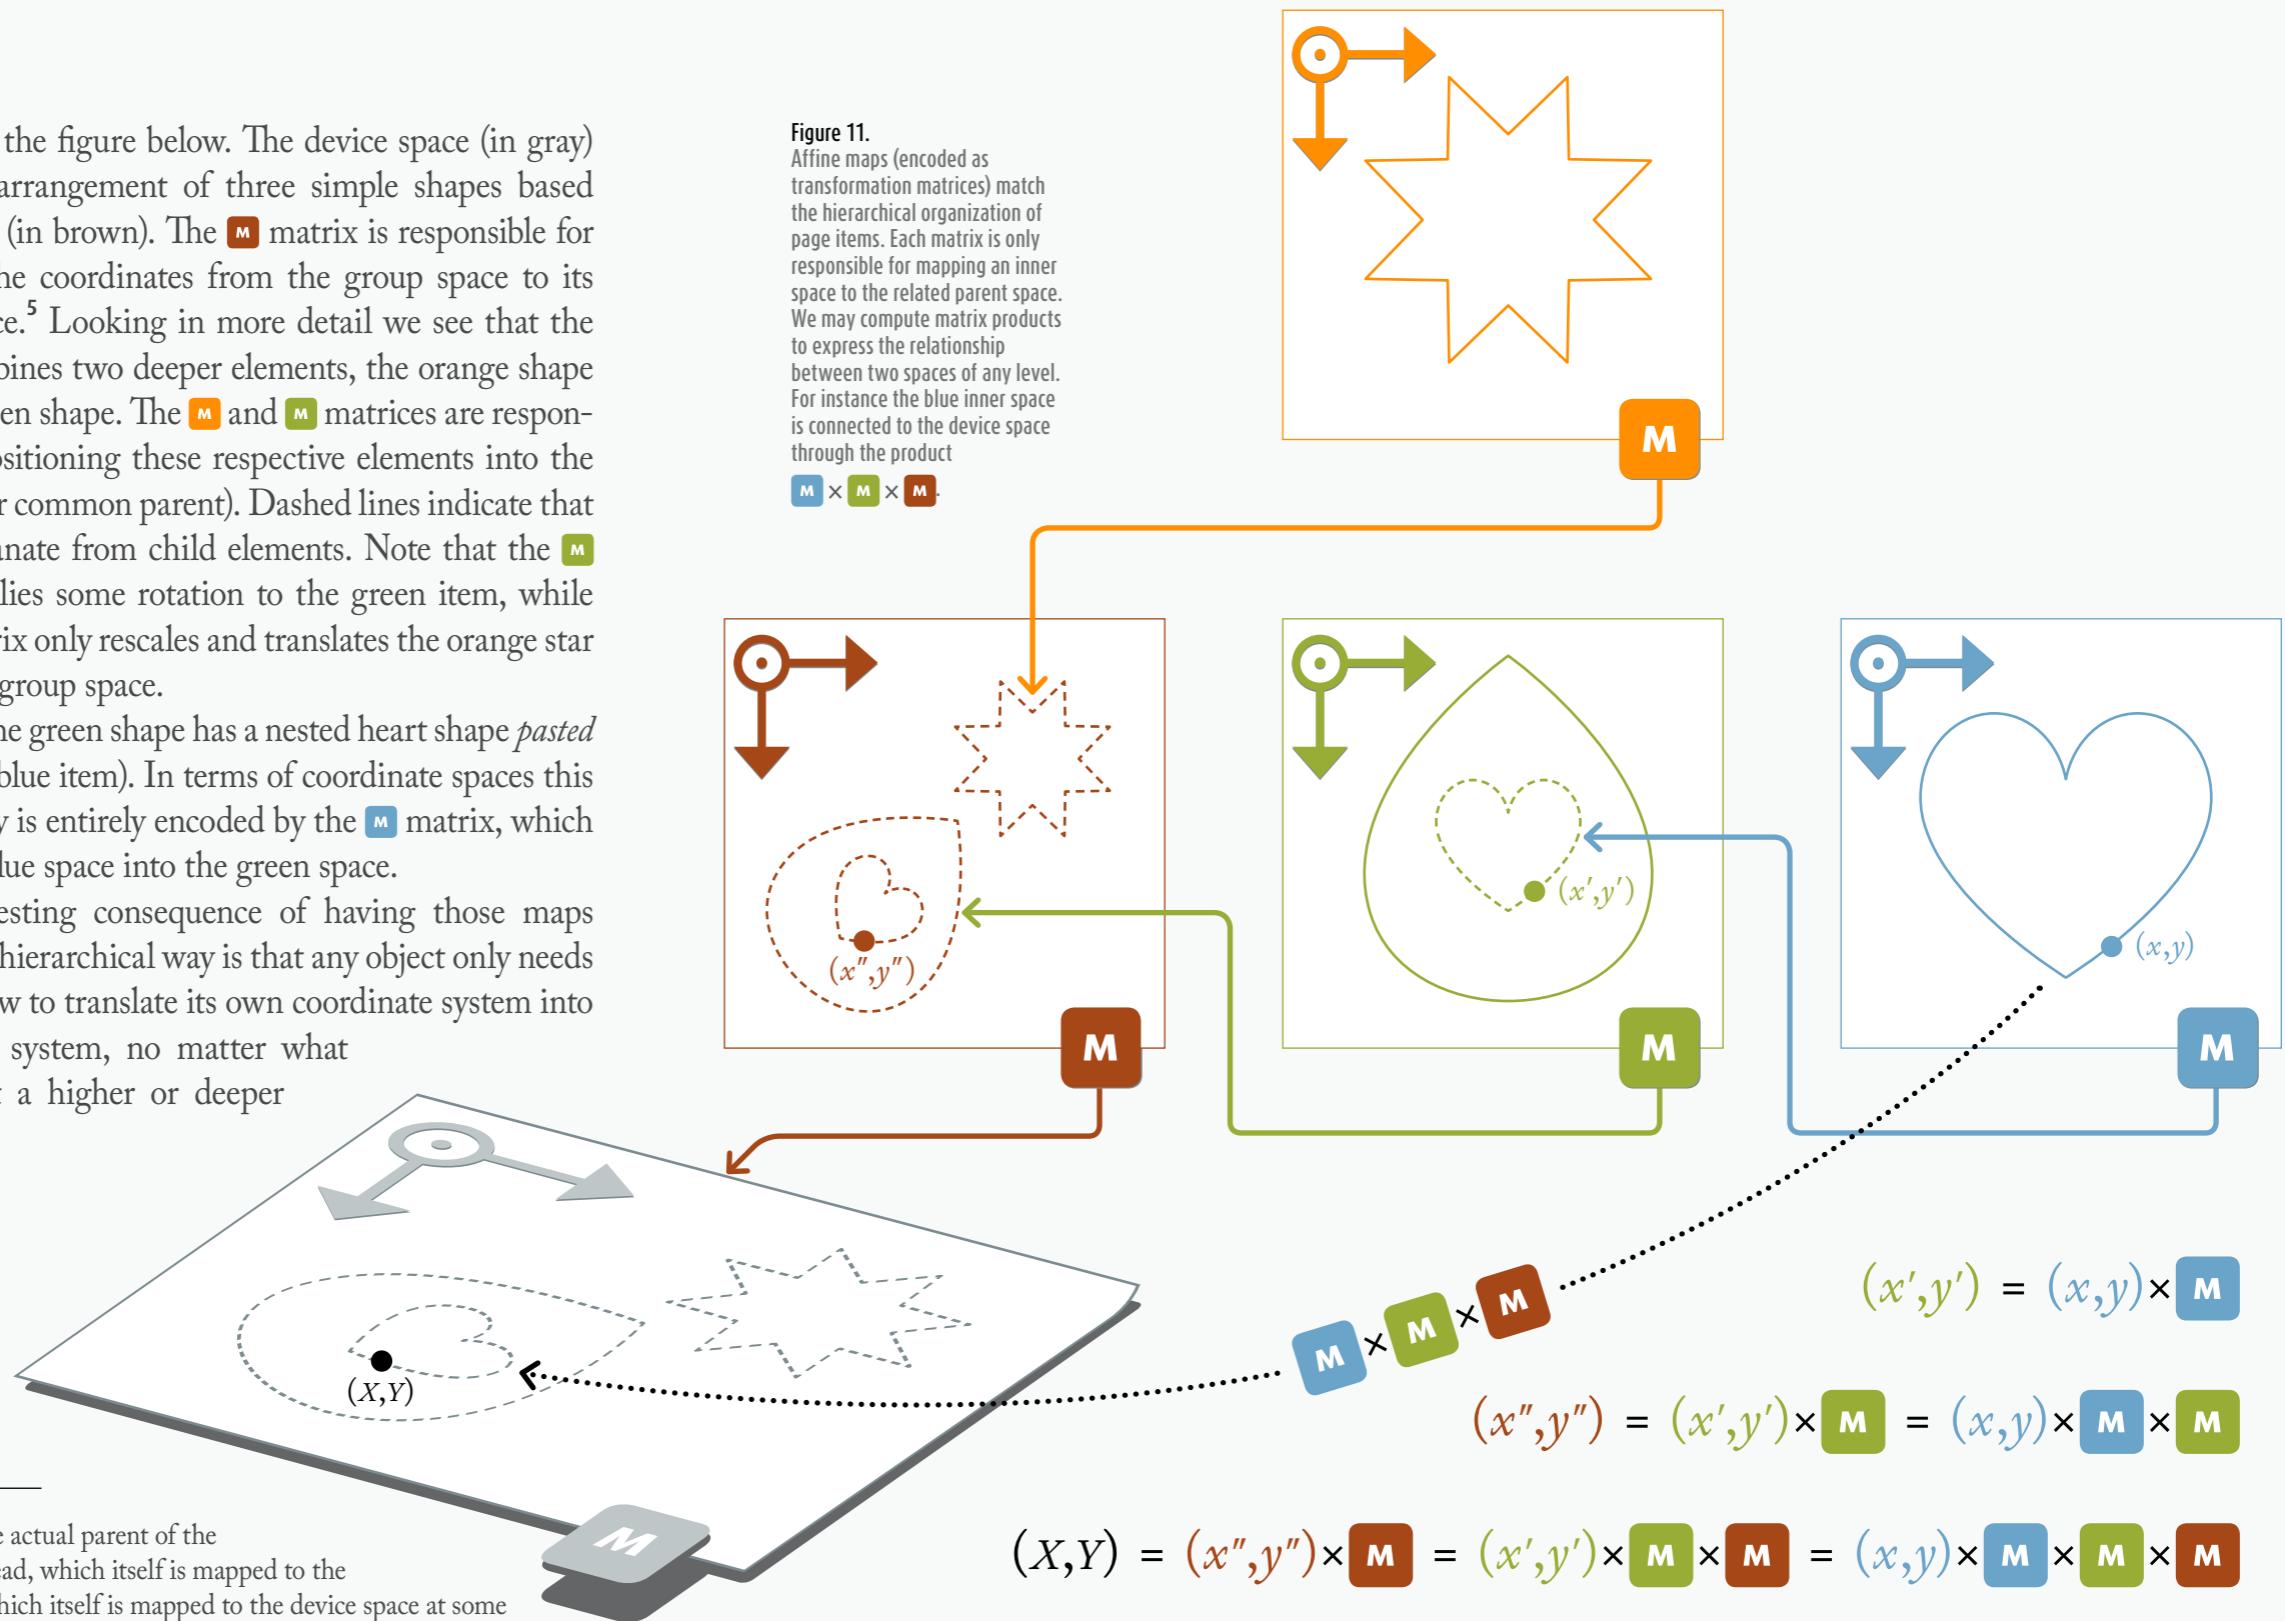 the figure below. The device space (in gray)
arrangement of three simple shapes based
(in brown). The M matrix is responsible for
he coordinates from the group space to its
ce.⁵ Looking in more detail we see that the
bines two deeper elements, the orange shape
en shape. The M and M matrices are respon-
ositioning these respective elements into the
r common parent). Dashed lines indicate that
anate from child elements. Note that the M
lies some rotation to the green item, while
rix only rescales and translates the orange star
group space.
he green shape has a nested heart shape pasted
blue item). In terms of coordinate spaces this
y is entirely encoded by the M matrix, which
lue space into the green space.
esting consequence of having those maps
hierarchical way is that any object only needs
w to translate its own coordinate system into
system, no matter what
t a higher or deeper
e actual parent of the
ead, which itself is mapped to the
hich itself is mapped to the device space at some
Figure 11.
Affine maps (encoded as
transformation matrices) match
the hierarchical organization of
page items. Each matrix is only
responsible for mapping an inner
space to the related parent space.
We may compute matrix products
to express the relationship
between two spaces of any level.
For instance the blue inner space
is connected to the device space
through the product
M × M × M.
M
(x″,y″)
M
(x′,y′)
M
(x,y)
M
(X,Y)
M
M × M × M
(x′,y′) = (x,y)× M
(x″,y″) = (x′,y′)× M = (x,y)× M × M
(X,Y) = (x″,y″)× M = (x′,y′)× M × M = (x,y)× M × M × M